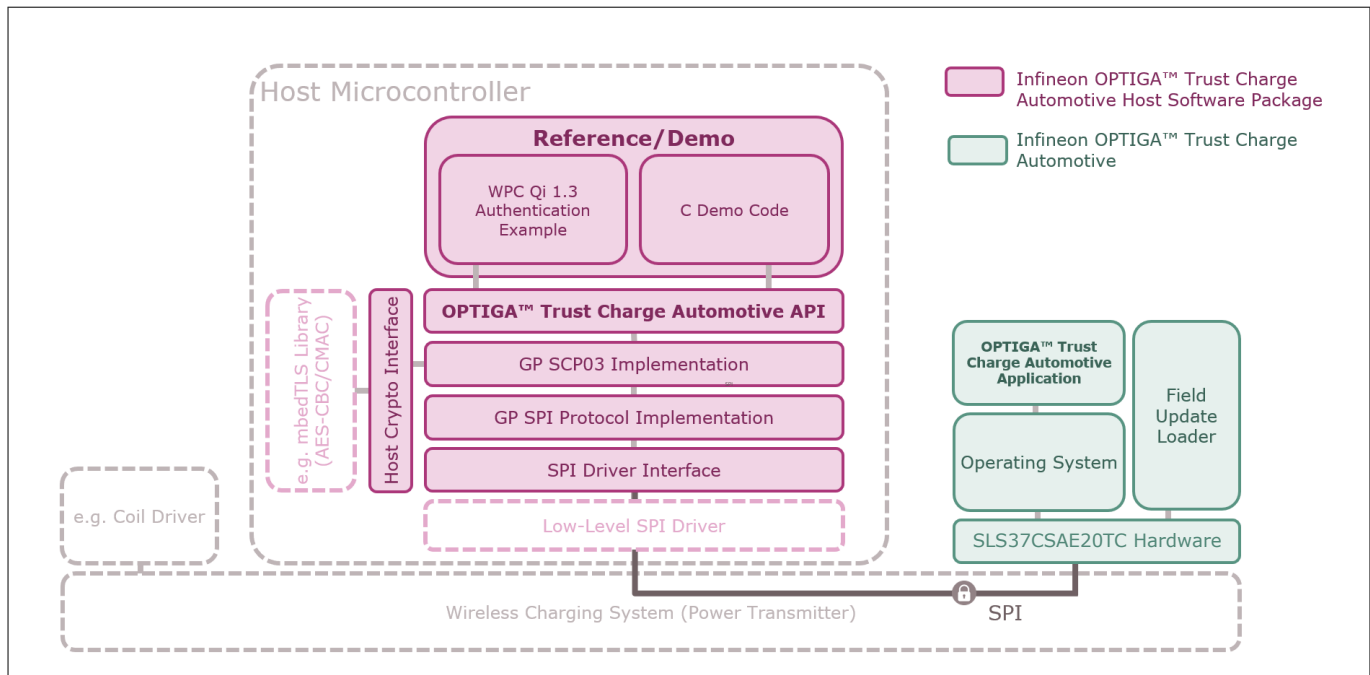 Host Microcontroller
Infineon OPTIGA™ Trust Charge
Automotive Host Software Package
Infineon OPTIGA™ Trust Charge
Automotive
Reference/Demo
WPC Qi 1.3
Authentication
Example
C Demo Code
e.g. mbedTLS Library
(AES-CBC/CMAC)
Host Crypto Interface
OPTIGA™ Trust Charge Automotive API
GP SCP03 Implementation
™
GP SPI Protocol Implementation
SPI Driver Interface
Low-Level SPI Driver
OPTIGA™ Trust
Charge Automotive
Application
Operating System
Field
Update
Loader
SLS37CSAE20TC Hardware
e.g. Coil Driver
Wireless Charging System (Power Transmitter)
SPI